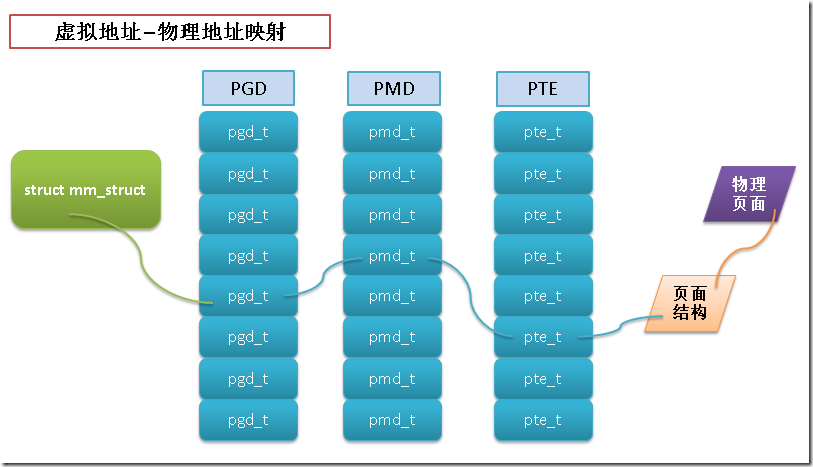 虚拟地址–物理地址映射
PGD
PMD
PTE
pgd_t
pmd_t
pte_t
pgd_t
pmd_t
pte_t
pgd_t
pmd_t
pte_t
pgd_t
pmd_t
pte_t
pgd_t
pmd_t
pte_t
pgd_t
pmd_t
pte_t
pgd_t
pmd_t
pte_t
pgd_t
pmd_t
pte_t
struct mm_struct
物理
页面
页面
结构